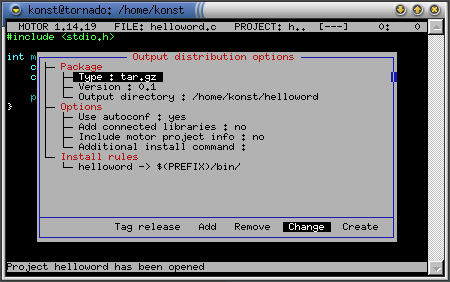 konst@tornado: /home/konst
MOTOR 1.14.19 FILE: helloword.c PROJECT: h.. [---] 0: 0
#include <stdio.h>
Output distribution options
int m
Package
c
Type : tar.gz
c
Version : 0.1
Output directory : /home/konst/helloword
p
Options
}
Use autoconf : yes
Add connected libraries : no
Include motor project info : no
Additional install command :
Install rules
helloword -> $(PREFIX)/bin/
Tag release Add Remove Change Create
Project helloword has been opened